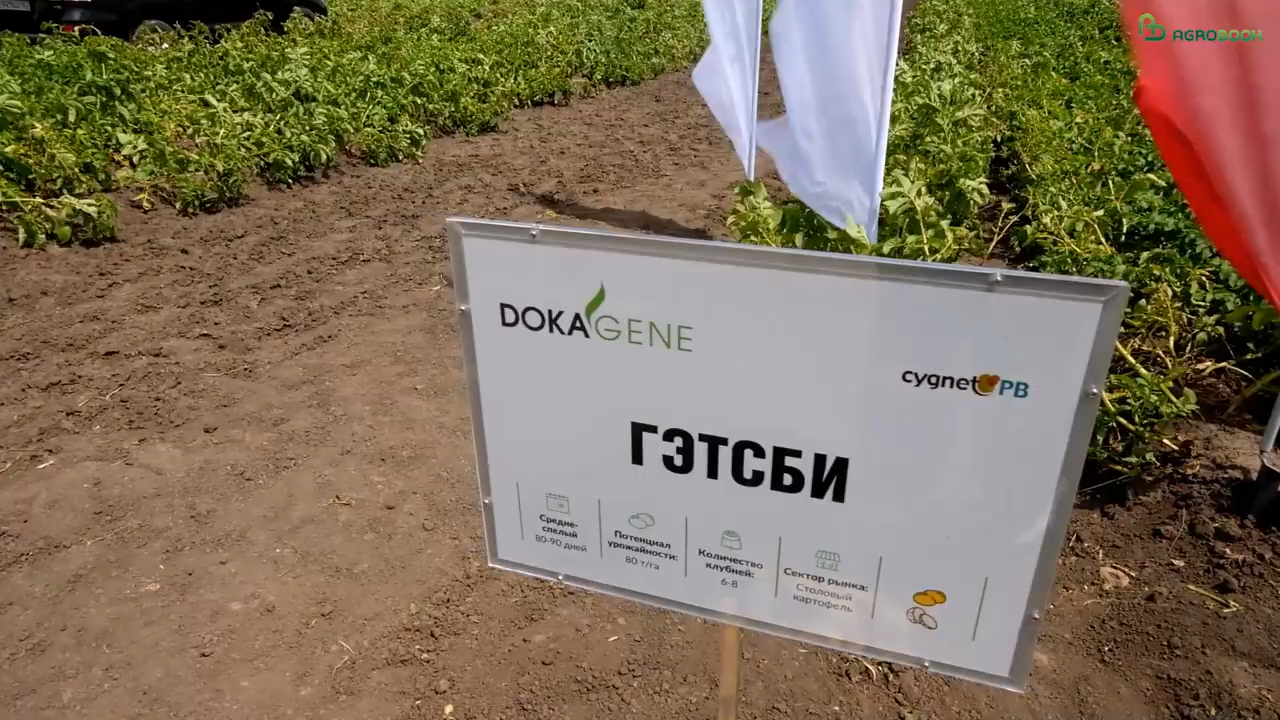 AGROBOOK
DOKAGENE
cygnet PB
ГЭТСБИ
Средне-
спелый
80-90 дней
Потенциал
урожайности:
80 т/га
Количество
клубней:
6-8
Сектор рынка:
Столовый
картофель